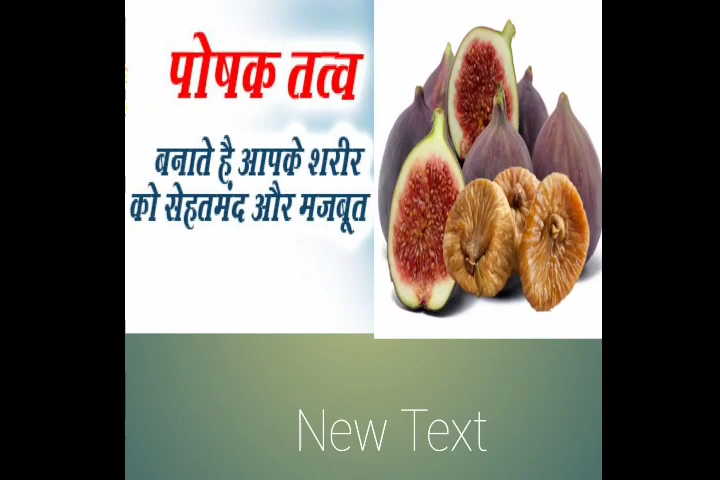 पोषक तत्व
बनाते है आपके शरीर
को सेहतमंद और मजबूत
New Text